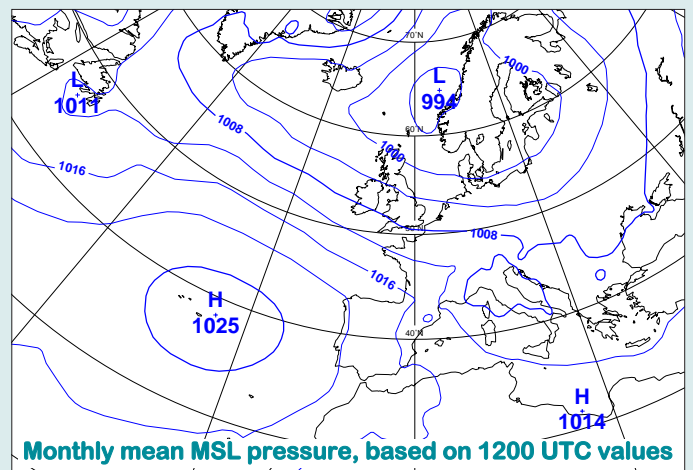 70°N
L
994
1000
L
1011
1008
60°N
1000
1016
50°N
1008
1016
H
1025
40°N
H
1014
Monthly mean MSL pressure, based on 1200 UTC values